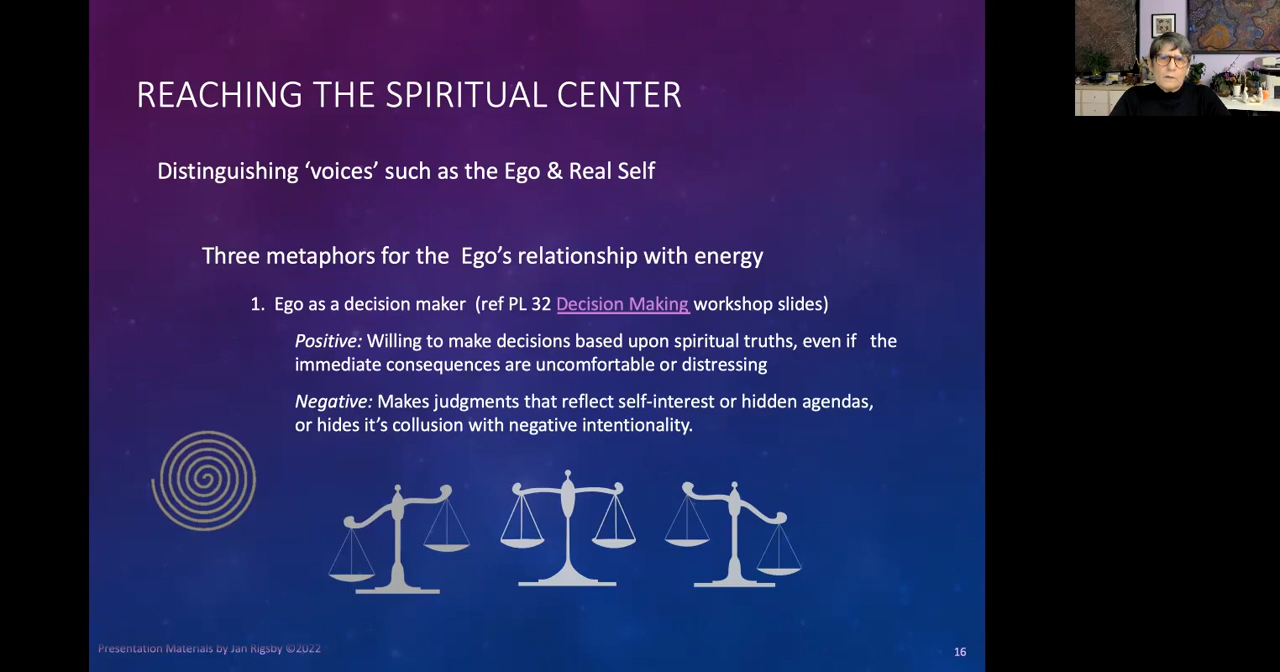 REACHING THE SPIRITUAL CENTER
Distinguishing ‘voices’ such as the Ego & Real Self
Three metaphors for the Ego’s relationship with energy
1. Ego as a decision maker (ref PL 32 Decision Making workshop slides)
Positive: Willing to make decisions based upon spiritual truths, even if the
immediate consequences are uncomfortable or distressing
Negative: Makes judgments that reflect self-interest or hidden agendas,
or hides it’s collusion with negative intentionality.
Presentation Materials by Jan Rigsby ©2022
16